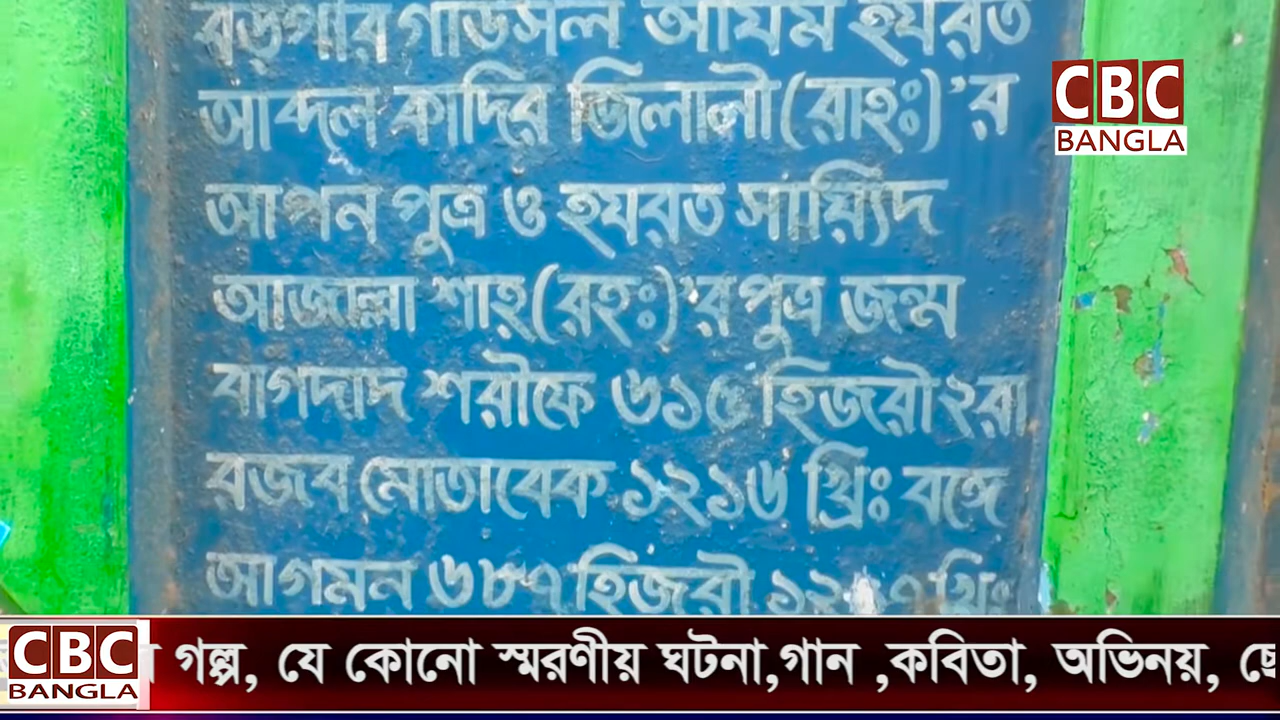 বড়পীর গাউসুল আযম হযরত
আব্দুল কাদির জিলানী (রাহঃ)'র
আপন পুত্র ও হযরত সায়্যিদ
আজাল্লা শাহ (রহঃ)'র পুত্র জন্ম
বাগদাদ শরীফে ৬১৫ হিজরী ২রা
রজব মোতাবেক ১২১৬ খ্রিঃ বঙ্গে
আগমন ৬৮৭ হিজরী খ্রিঃ
CBC
BANGLA
CBC
BANGLA
গল্প, যে কোনো স্মরণীয় ঘটনা,গান ,কবিতা, অভিনয়,